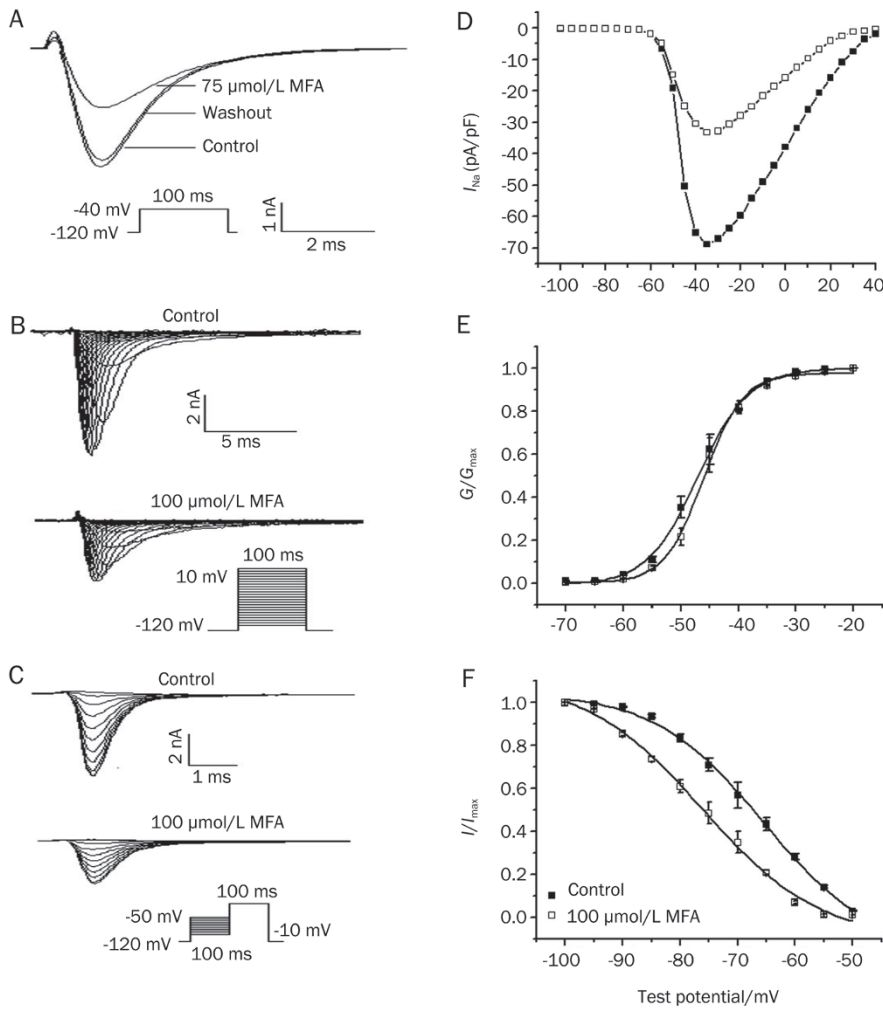 A
75 µmol/L MFA
Washout
Control
100 ms
-40 mV
-120 mV
1 nA
2 ms
B
Control
2 nA
5 ms
100 µmol/L MFA
100 ms
10 mV
-120 mV
C
Control
2 nA
1 ms
100 µmol/L MFA
100 ms
-50 mV
-10 mV
-120 mV
100 ms
D
0
-10
-20
-30
-40
-50
-60
-70
I_Na (pA/pF)
-100 -80 -60 -40 -20 0 20 40
E
1.0
0.8
0.6
0.4
0.2
0.0
G/G_max
-70 -60 -50 -40 -30 -20
F
1.0
0.8
0.6
0.4
0.2
0.0
I/I_max
Control
100 µmol/L MFA
-100 -90 -80 -70 -60 -50
Test potential/mV